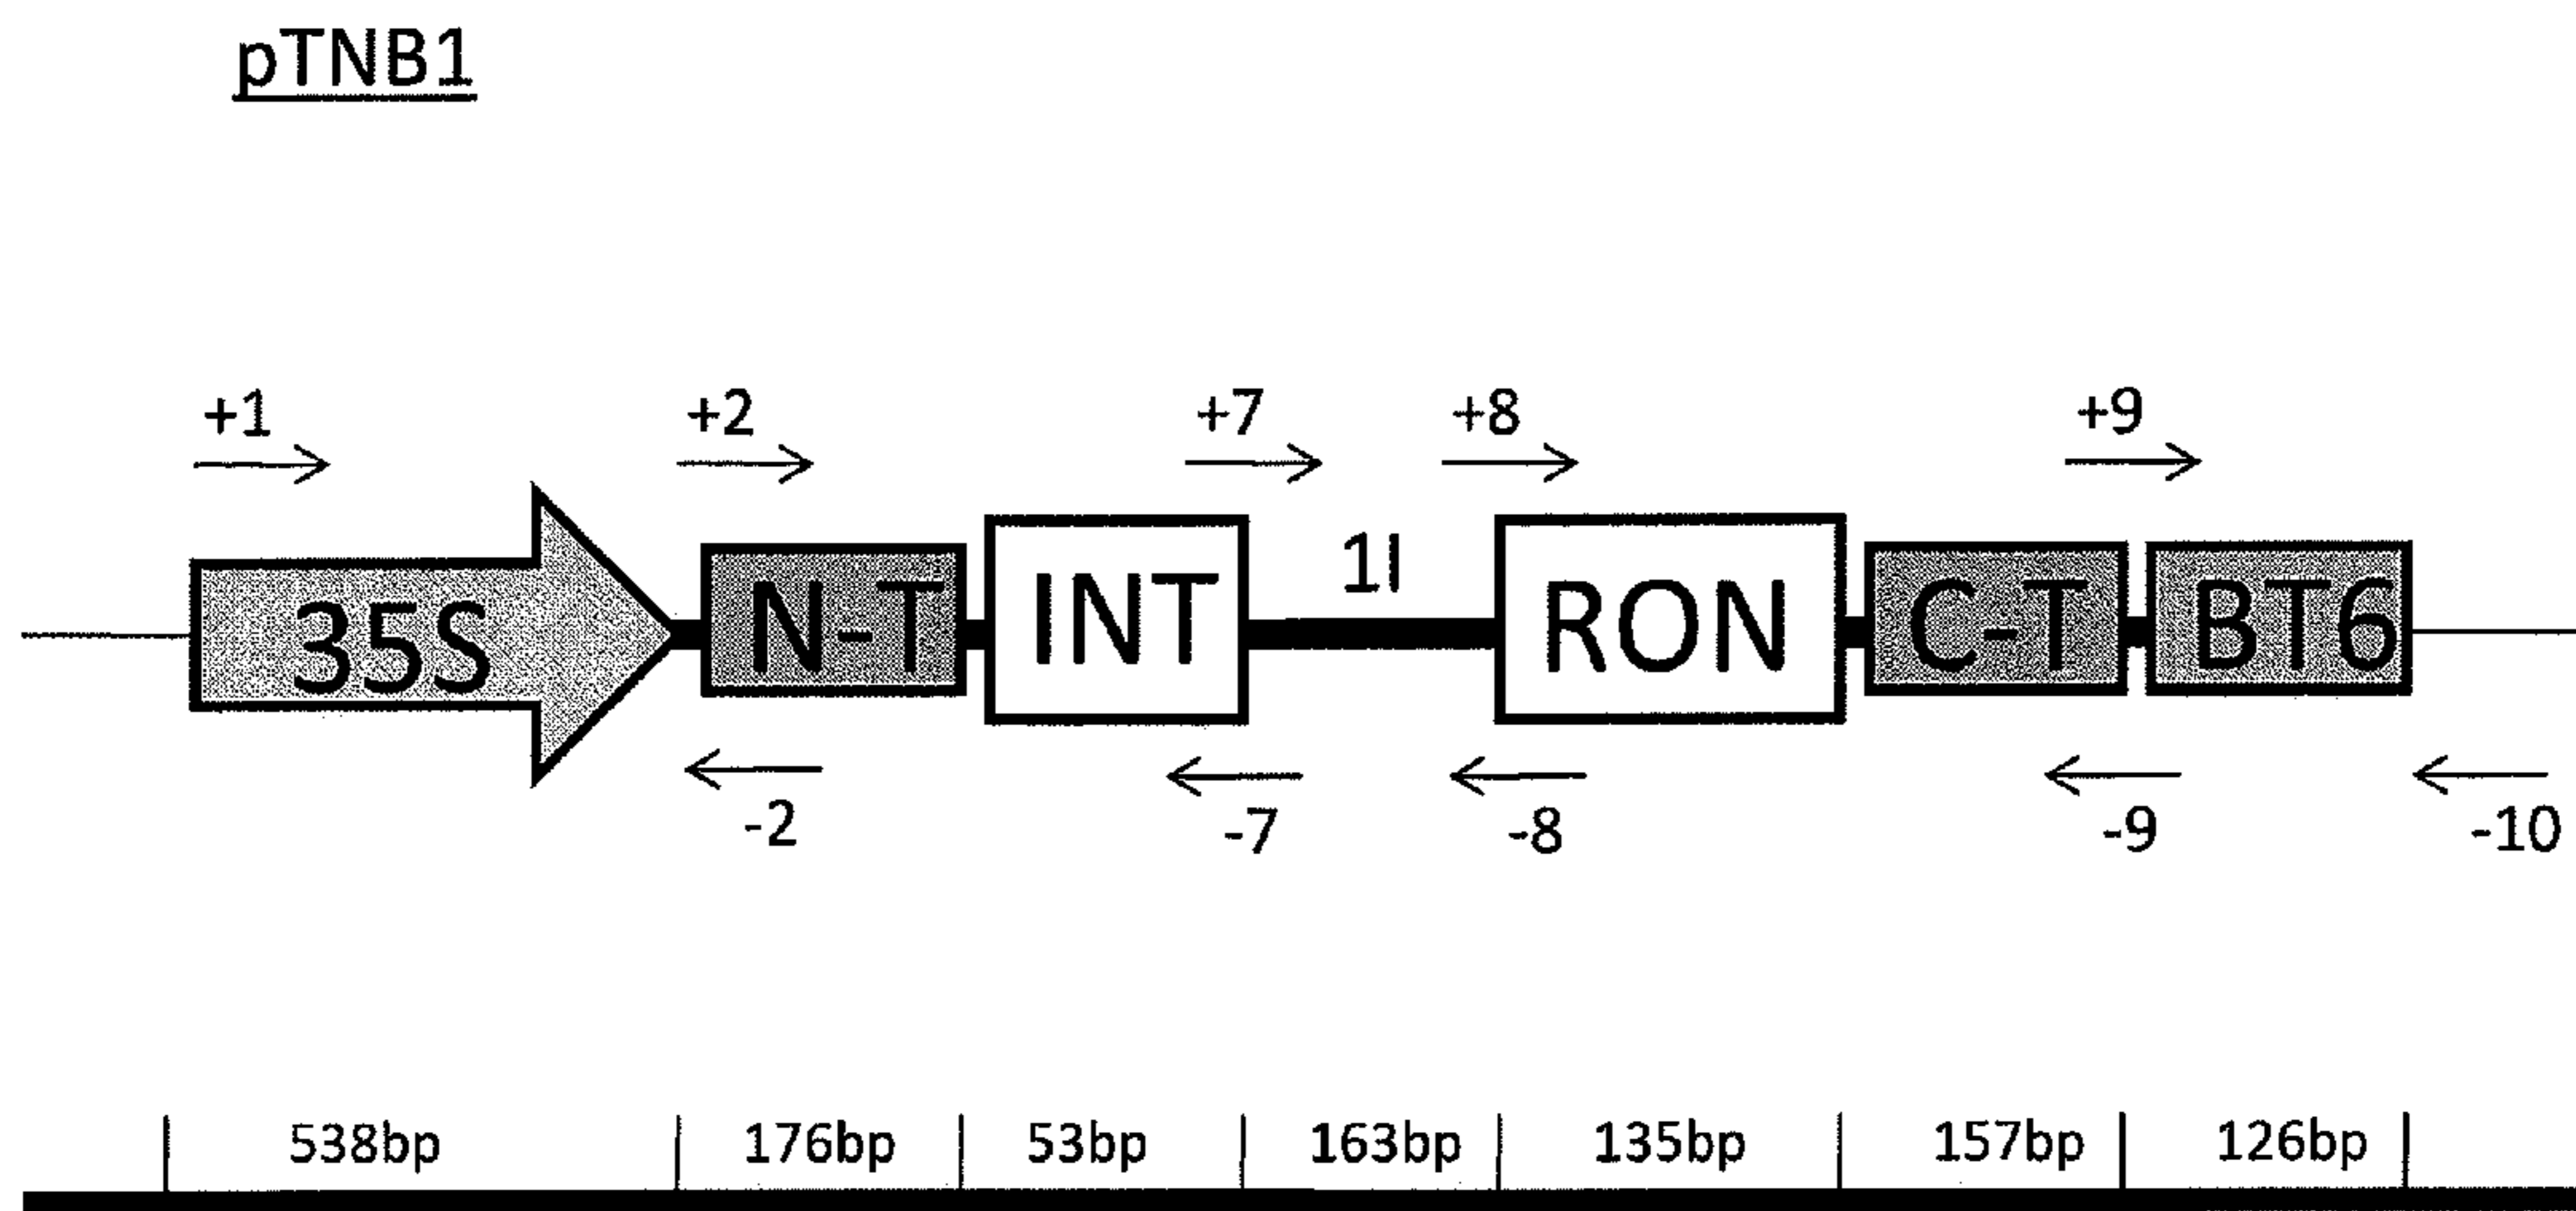 pTNB1
+1 +2 +7 +8 +9
1I
35S N-T INT RON C-T BT6
-2 -7 -8 -9 -10
538bp 176bp 53bp 163bp 135bp 157bp 126bp